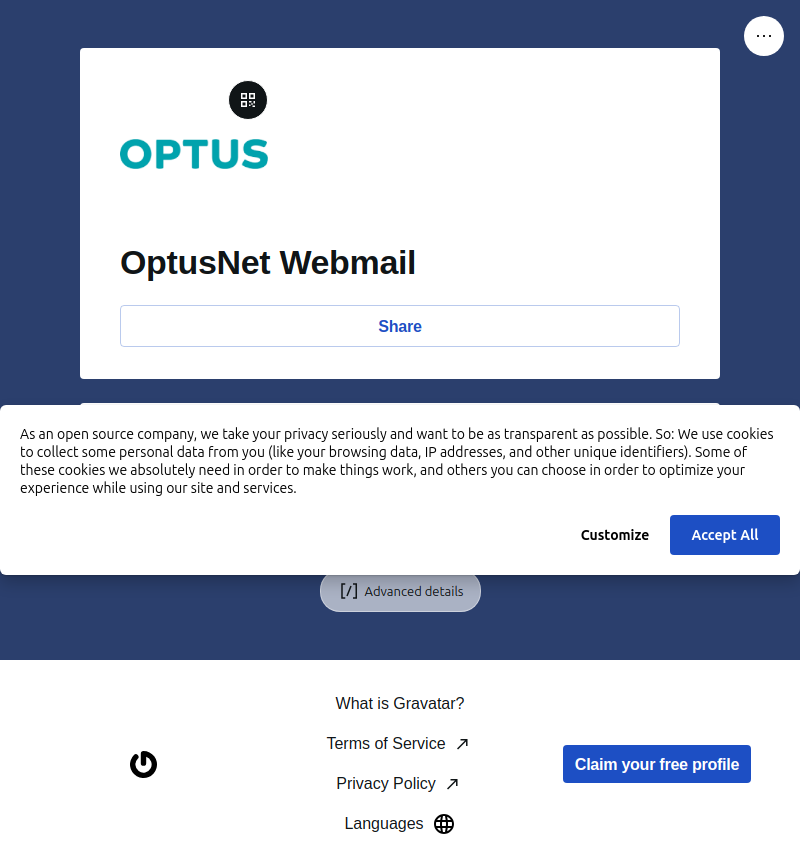 OPTUS
OptusNet Webmail
Share
As an open source company, we take your privacy seriously and want to be as transparent as possible. So: We use cookies
to collect some personal data from you (like your browsing data, IP addresses, and other unique identifiers). Some of
these cookies we absolutely need in order to make things work, and others you can choose in order to optimize your
experience while using our site and services.
Customize
Accept All
[/] Advanced details
What is Gravatar?
Terms of Service
Privacy Policy
Languages
Claim your free profile